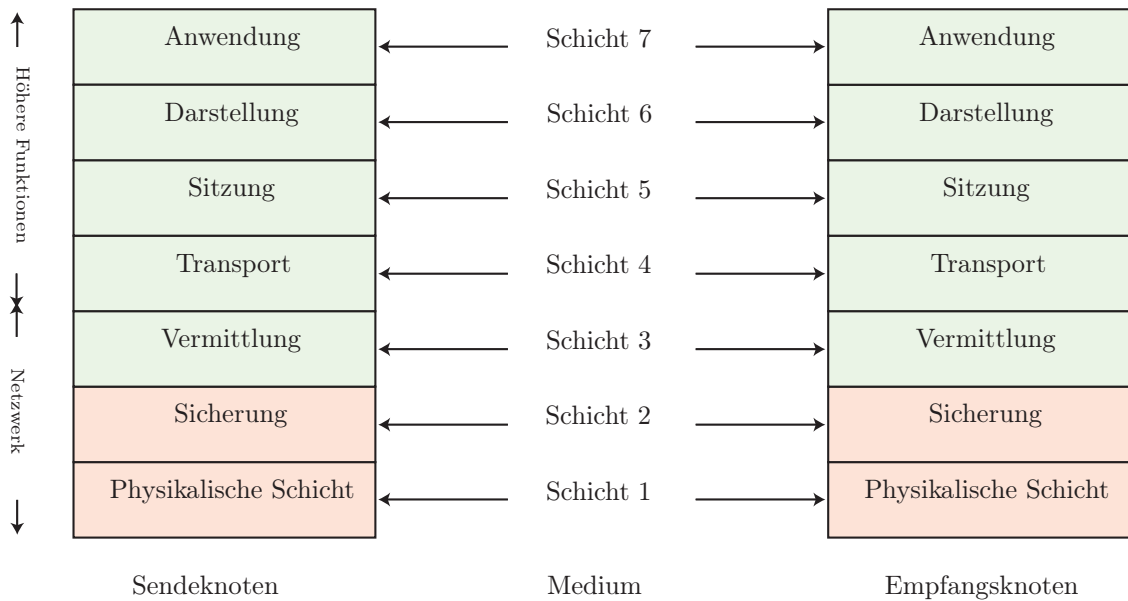 Anwendung Schicht 7 Anwendung
Darstellung Schicht 6 Darstellung
Sitzung Schicht 5 Sitzung
Transport Schicht 4 Transport
Vermittlung Schicht 3 Vermittlung
Sicherung Schicht 2 Sicherung
Physikalische Schicht Schicht 1 Physikalische Schicht
Sendeknoten Medium Empfangsknoten
Höhere Funktionen
Netzwerk